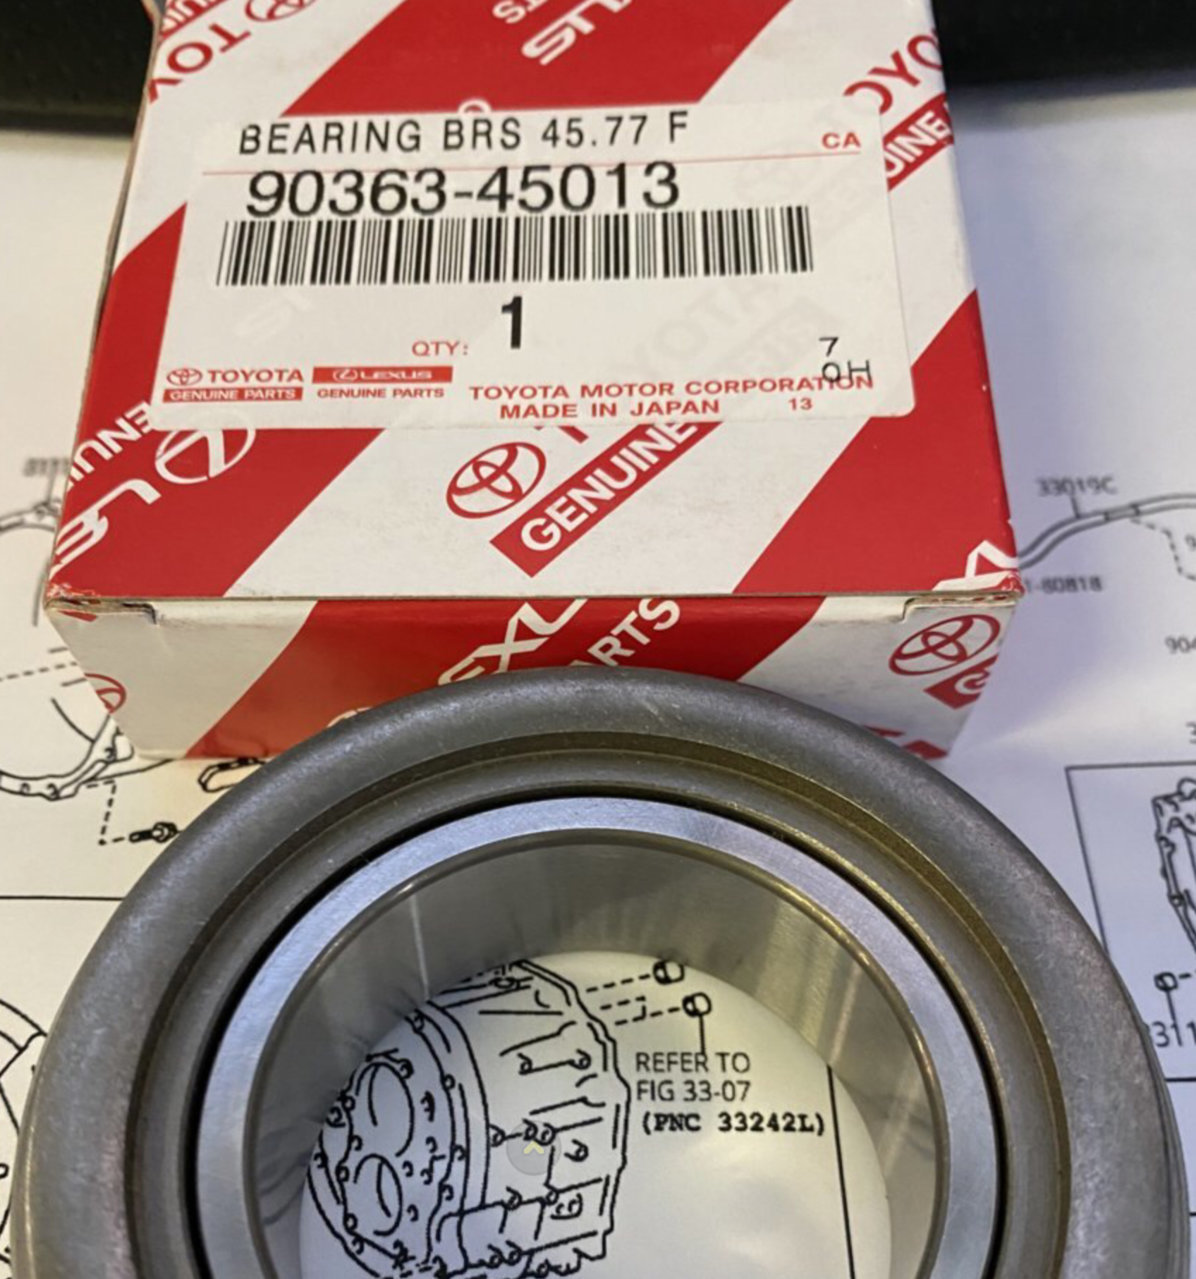 TOYO
BEARING BRS 45.77 F
CA
90363-45013
1
QTY:
7
0H
TOYOTA
GENUINE PARTS
LEXUS
GENUINE PARTS
TOYOTA MOTOR CORPORATION
MADE IN JAPAN 13
GENUINE
33019C
REFER TO
FIG 33-07
(PNC 33242L)